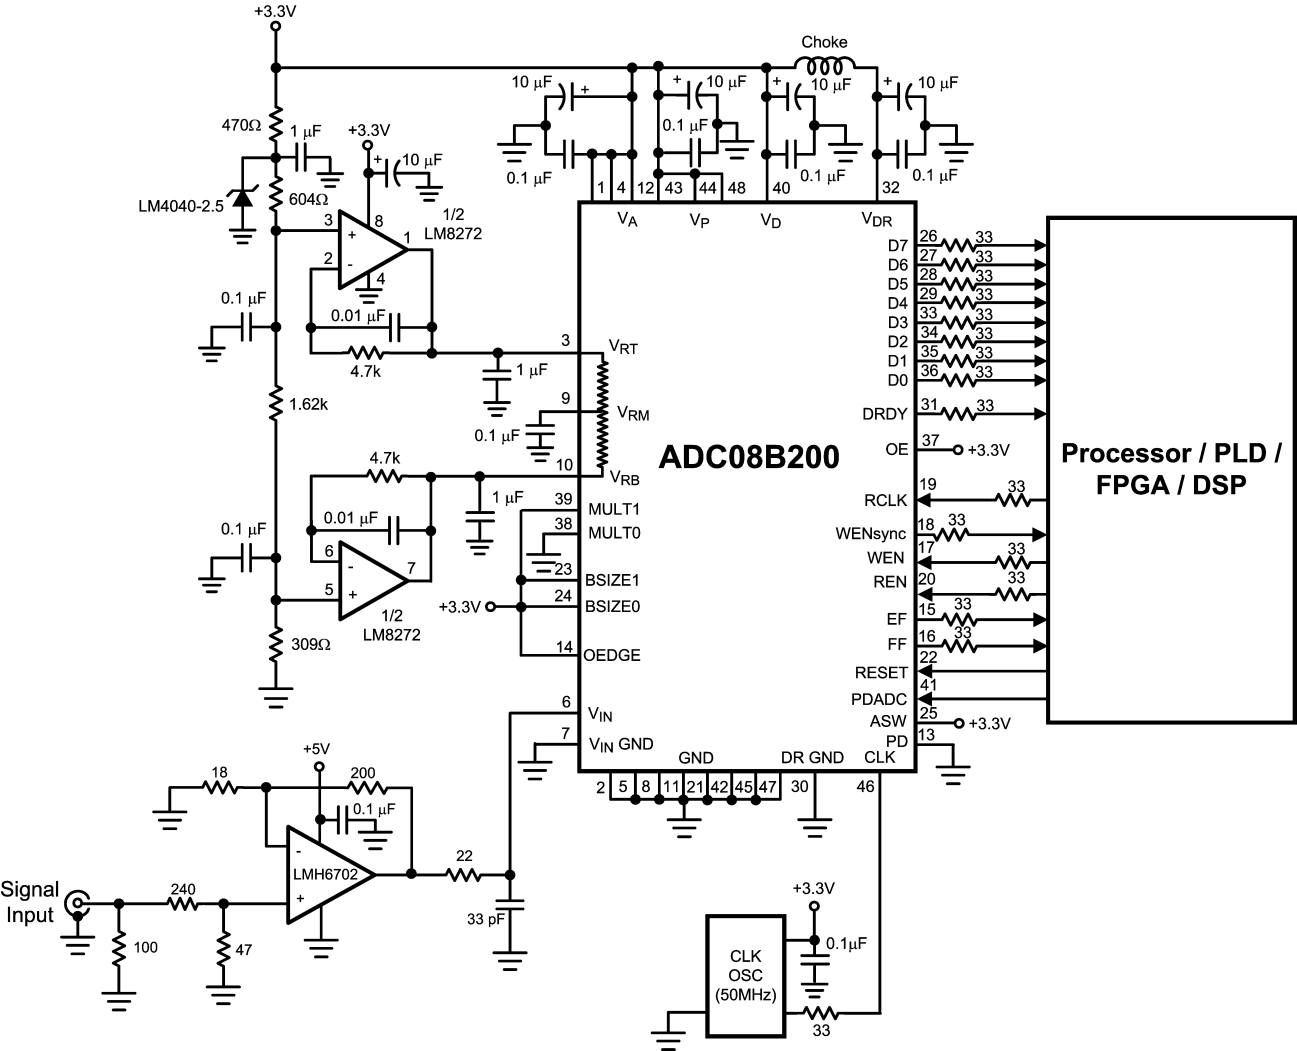 +3.3V
Choke
10 µF +
+ 10 µF
+ 10 µF
+ 10 µF
470Ω
1 µF
+3.3V
+ 10 µF
0.1 µF
0.1 µF
0.1 µF
0.1 µF
LM4040-2.5
604Ω
1/2
LM8272
3 + 8 1
2 - 4
1 4 12 43 44 48 40 32
VA VP VD VDR
0.1 µF
0.01 µF
4.7k
1 µF
3 VRT
9 VRM
0.1 µF
10 VRB
1.62k
4.7k
1 µF
0.1 µF
0.01 µF
6 - 7
5 +
1/2
LM8272
309Ω
39 MULT1
38 MULT0
23 BSIZE1
+3.3V 24 BSIZE0
14 OEDGE
6 VIN
7 VIN GND
ADC08B200
D7 26 33
D6 27 33
D5 28 33
D4 29 33
D3 33 33
D2 34 33
D1 35 33
D0 36 33
DRDY 31 33
OE 37 +3.3V
RCLK 19 33
WENsync 18 33
WEN 17 33
REN 20 33
EF 15 33
FF 16 33
RESET 22
PDADC 41
ASW 25 +3.3V
PD 13
Processor / PLD /
FPGA / DSP
GND DR GND CLK
2 5 8 11 21 42 45 47 30 46
+5V
18 200
0.1 µF
-
LMH6702
+
22
33 pF
Signal
Input
240
100
47
+3.3V
0.1µF
CLK
OSC
(50MHz)
33